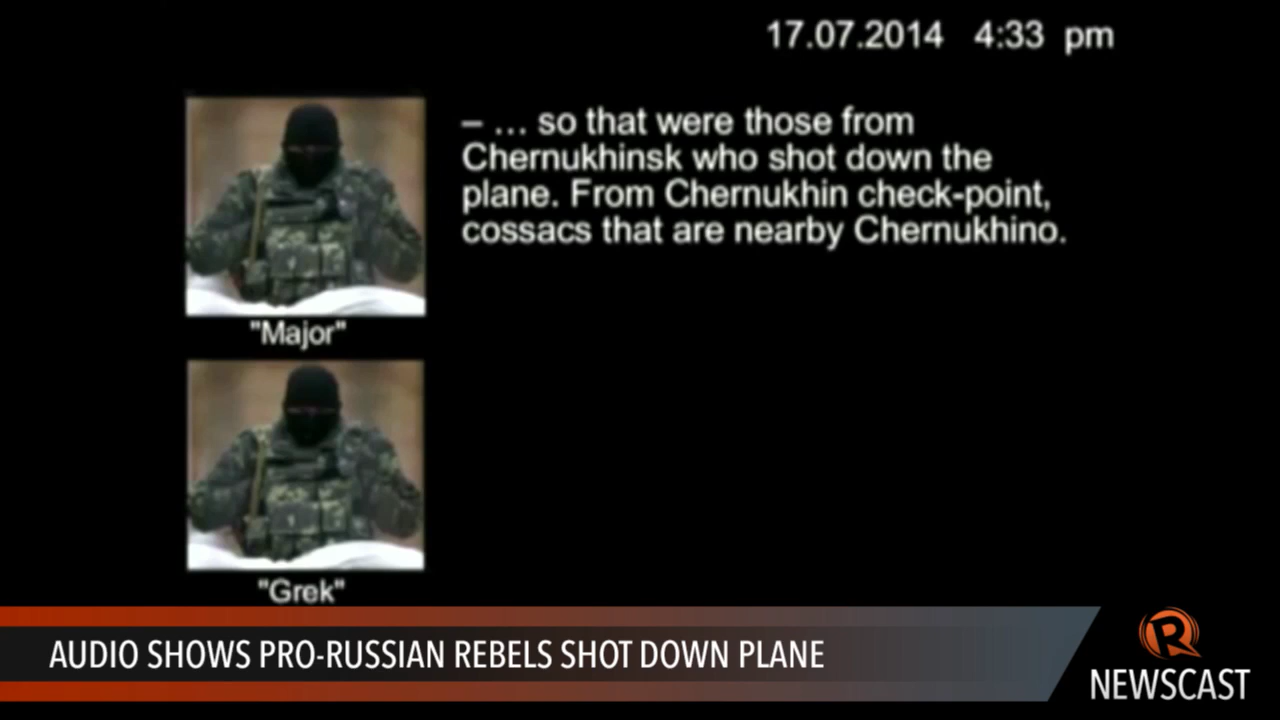 17.07.2014 4:33 pm
– ... so that were those from
Chernukhinsk who shot down the
plane. From Chernukhin check-point,
cossacs that are nearby Chernukhino.
"Major"
"Grek"
AUDIO SHOWS PRO-RUSSIAN REBELS SHOT DOWN PLANE
R
NEWSCAST